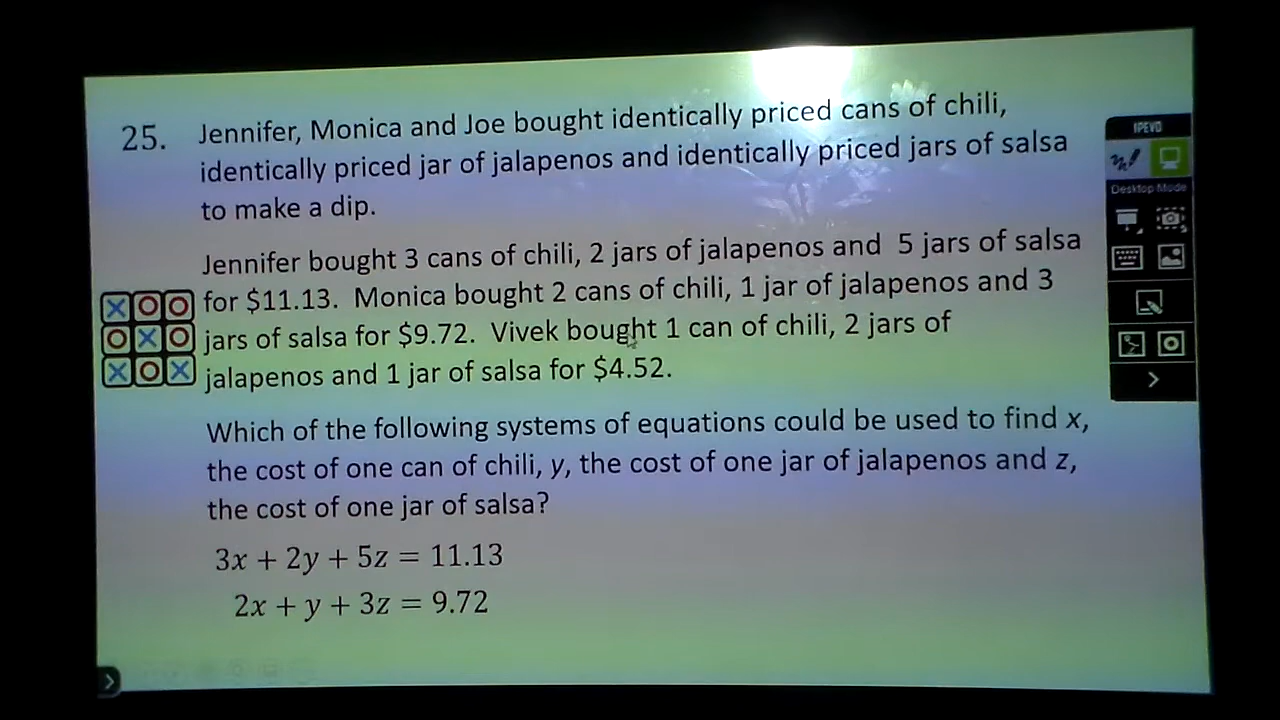 25. Jennifer, Monica and Joe bought identically priced cans of chili,
identically priced jar of jalapenos and identically priced jars of salsa
to make a dip.
Jennifer bought 3 cans of chili, 2 jars of jalapenos and 5 jars of salsa
for $11.13. Monica bought 2 cans of chili, 1 jar of jalapenos and 3
jars of salsa for $9.72. Vivek bought 1 can of chili, 2 jars of
jalapenos and 1 jar of salsa for $4.52.
Which of the following systems of equations could be used to find x,
the cost of one can of chili, y, the cost of one jar of jalapenos and z,
the cost of one jar of salsa?
3x + 2y + 5z = 11.13
2x + y + 3z = 9.72
X O O
O X O
X O X
IPEVO
Desktop Mode